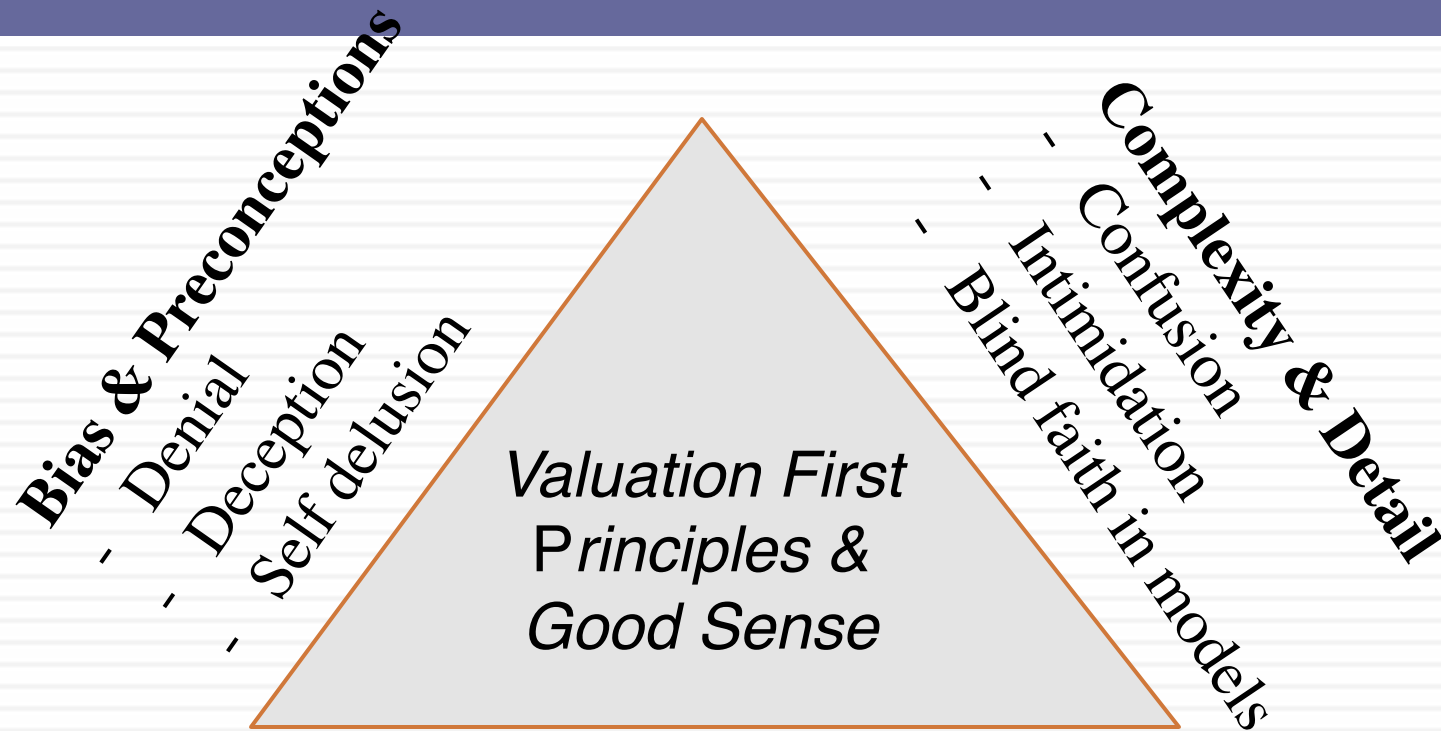 Bias & Preconceptions
- Denial
- Deception
- Self delusion
Valuation First
Principles &
Good Sense
Complexity & Detail
- Confusion
- Intimidation
- Blind faith in models